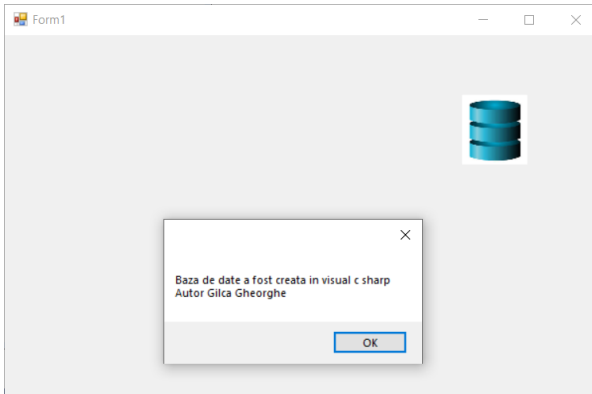 Form1
Baza de date a fost creata in visual c sharp
Autor Gilca Gheorghe
OK